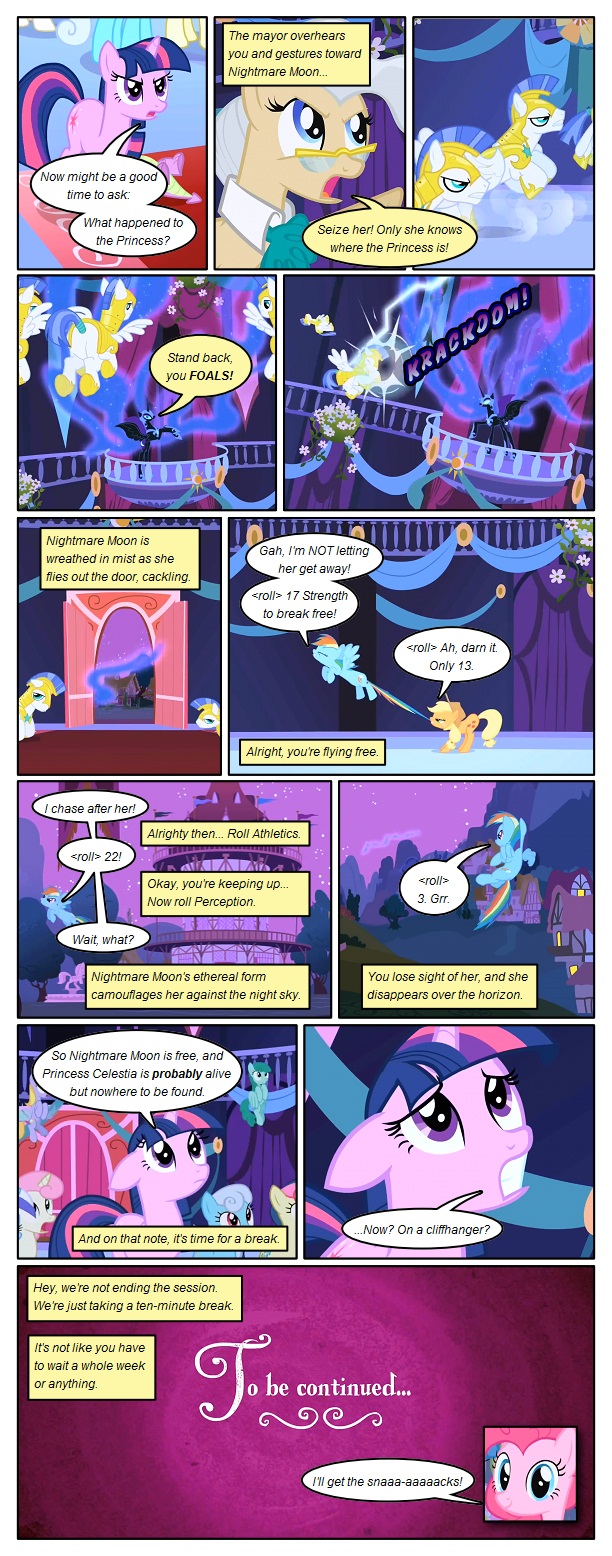 Now might be a good
time to ask:
What happened to
the Princess?
The mayor overhears
you and gestures toward
Nightmare Moon...
Seize her! Only she knows
where the Princess is!
Stand back,
you FOALS!
KRACKDOOM!
Nightmare Moon is
wreathed in mist as she
flies out the door, cackling.
Gah, I'm NOT letting
her get away!
<roll> 17 Strength
to break free!
<roll> Ah, darn it.
Only 13.
Alright, you're flying free.
I chase after her!
Alrighty then... Roll Athletics.
<roll> 22!
Okay, you're keeping up...
Now roll Perception.
Wait, what?
Nightmare Moon's ethereal form
camouflages her against the night sky.
<roll>
3. Grr.
You lose sight of her, and she
disappears over the horizon.
So Nightmare Moon is free, and
Princess Celestia is probably alive
but nowhere to be found.
And on that note, it's time for a break.
...Now? On a cliffhanger?
Hey, we're not ending the session.
We're just taking a ten-minute break.
It's not like you have
to wait a whole week
or anything.
To be continued...
I'll get the snaaa-aaaaacks!